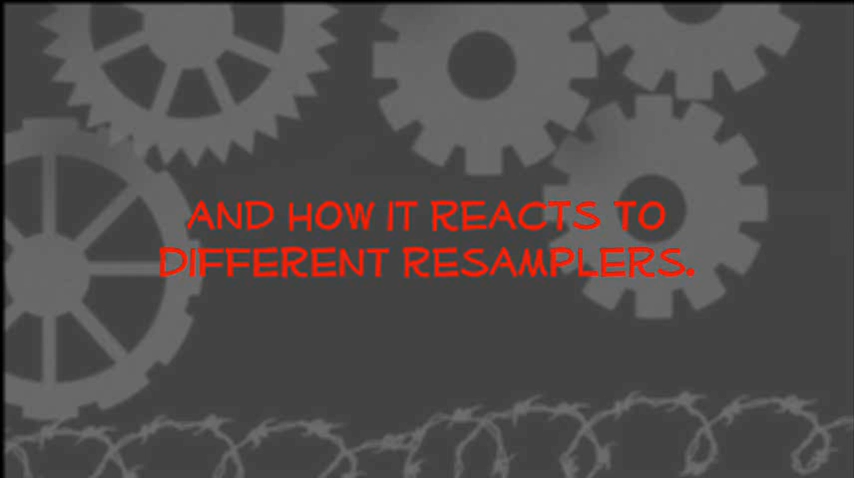 AND HOW IT REACTS TO
DIFFERENT RESAMPLERS.